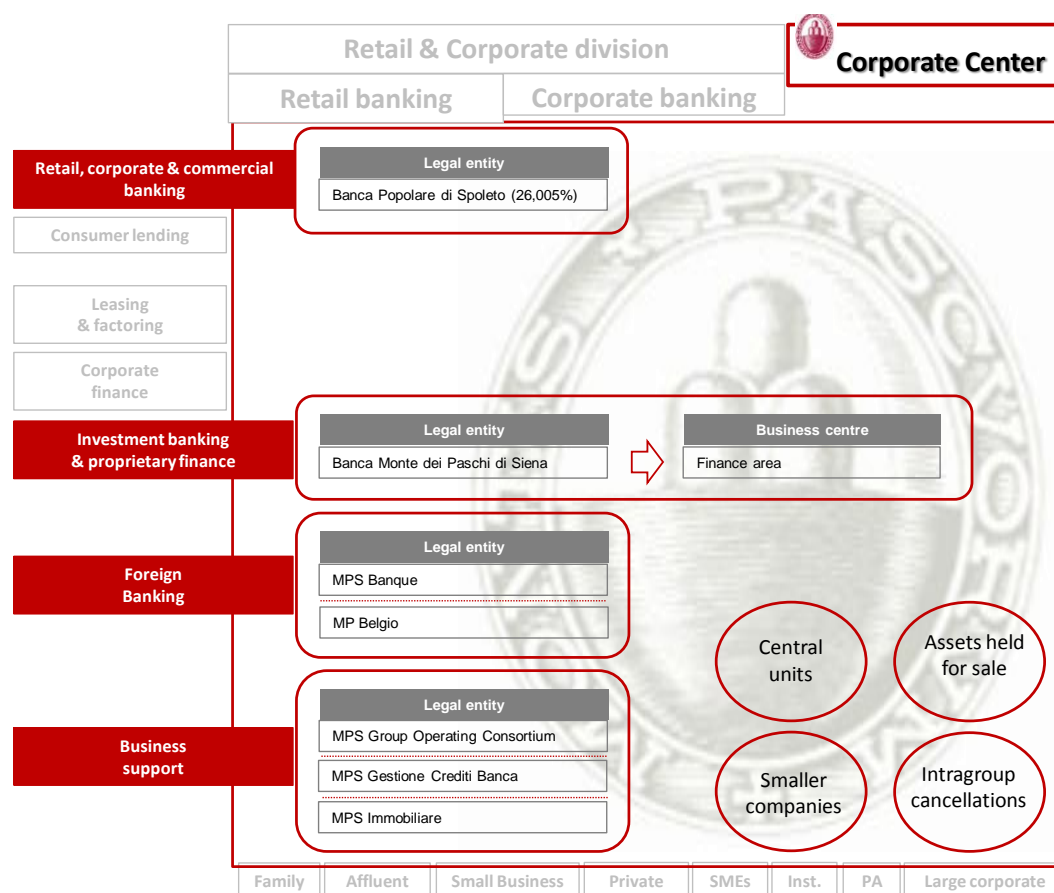 Retail & Corporate division
Corporate Center
Retail banking
Corporate banking
Retail, corporate & commercial
banking
Legal entity
Banca Popolare di Spoleto (26,005%)
Consumer lending
Leasing
& factoring
Corporate
finance
Investment banking
& proprietary finance
Legal entity
Banca Monte dei Paschi di Siena
Business centre
Finance area
Foreign
Banking
Legal entity
MPS Banque
MP Belgio
Central
units
Assets held
for sale
Business
support
Legal entity
MPS Group Operating Consortium
MPS Gestione Crediti Banca
MPS Immobiliare
Smaller
companies
Intragroup
cancellations
Family
Affluent
Small Business
Private
SMEs
Inst.
PA
Large corporate